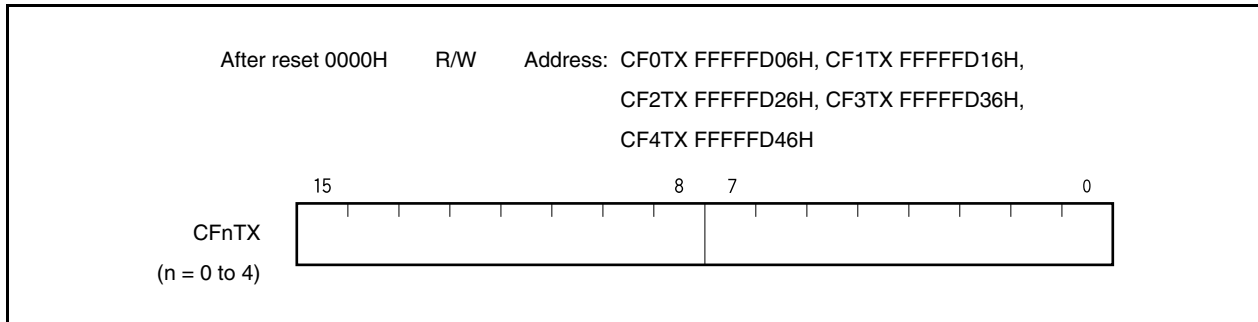 After reset 0000H R/W Address: CF0TX FFFFFD06H, CF1TX FFFFFD16H,
CF2TX FFFFFD26H, CF3TX FFFFFD36H,
CF4TX FFFFFD46H
15 8 7 0
CFnTX
(n = 0 to 4)